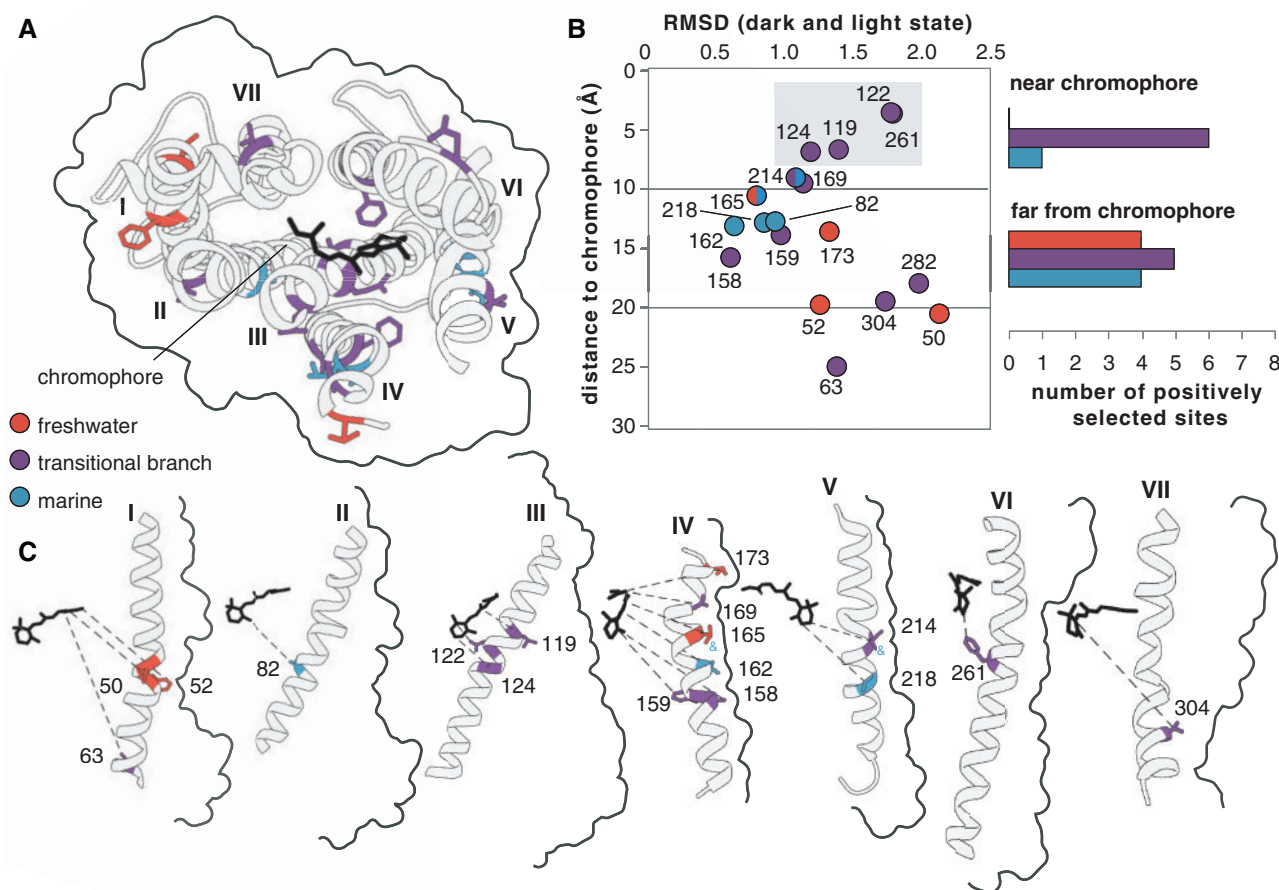 A
VII
VI
I
II
III
V
IV
chromophore
freshwater
transitional branch
marine
B
RMSD (dark and light state)
0 0.5 1.0 1.5 2.0 2.5
distance to chromophore (Å)
0
5
10
15
20
25
30
122
261
124
119
214
169
165
218
82
162
159
173
158
282
52
304
50
63
near chromophore
far from chromophore
0 1 2 3 4 5 6 7 8
number of positively
selected sites
C
I
50
52
63
II
82
III
119
122
124
IV
173
169
165
&
162
159
158
V
214
&
218
VI
261
VII
304